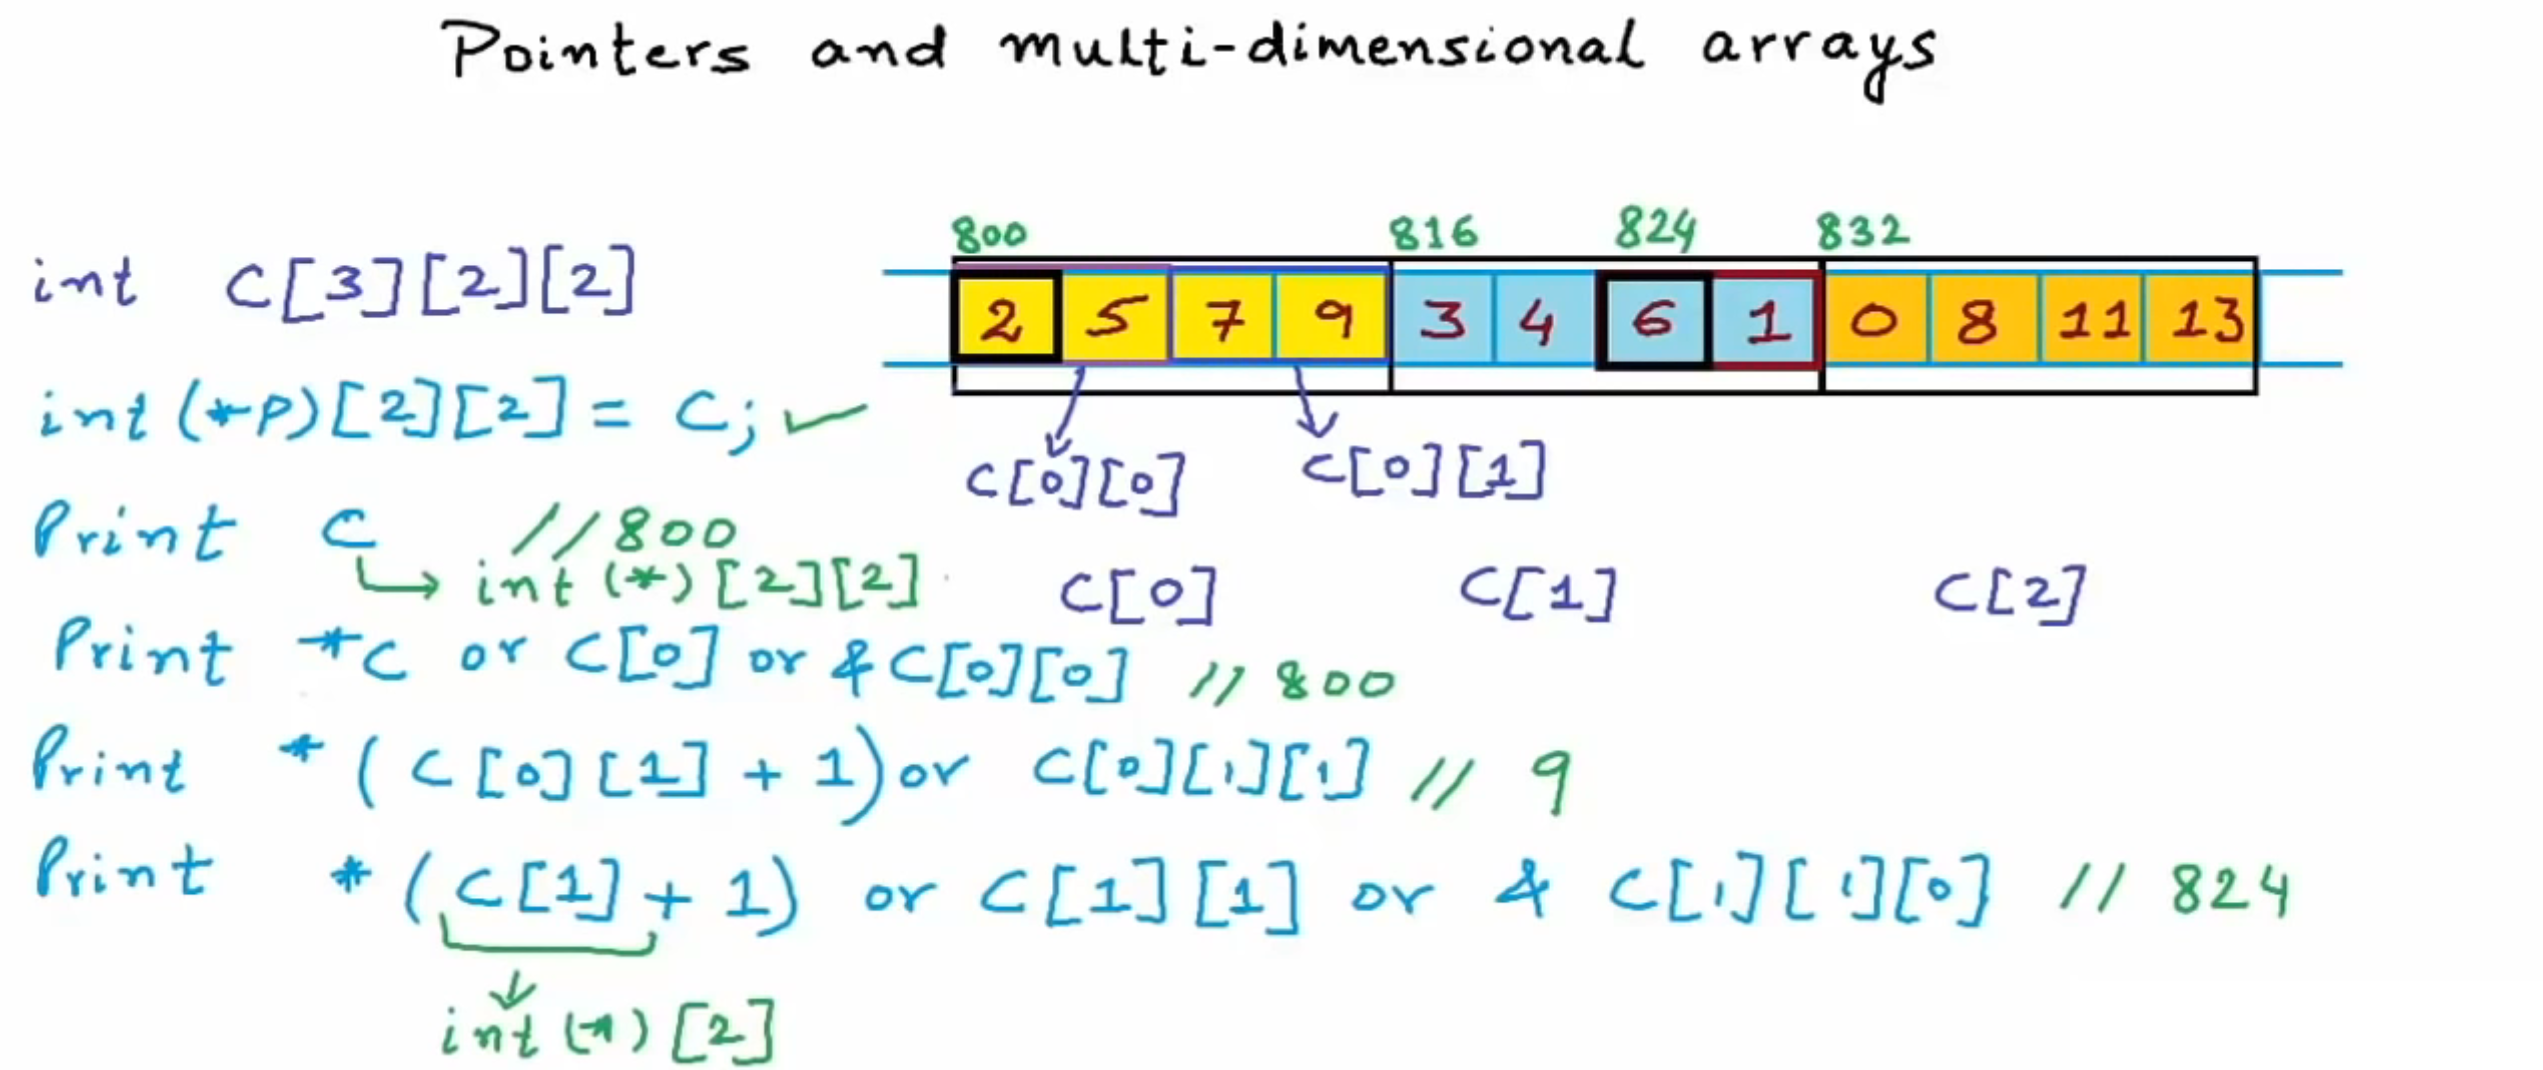 Pointers and multi-dimensional arrays
800 816 824 832
int C[3][2][2]
2 5 7 9 3 4 6 1 0 8 11 13
int (*P)[2][2] = C; ✓
C[0][0] C[0][1]
Print C //800
int (*)[2][2]
C[0] C[1] C[2]
Print *C or C[0] or &C[0][0] // 800
Print *(C[0][1] + 1) or C[0][1][1] // 9
Print *(C[1] + 1) or C[1][1] or & C[1][1][0] // 824
int (*) [2]